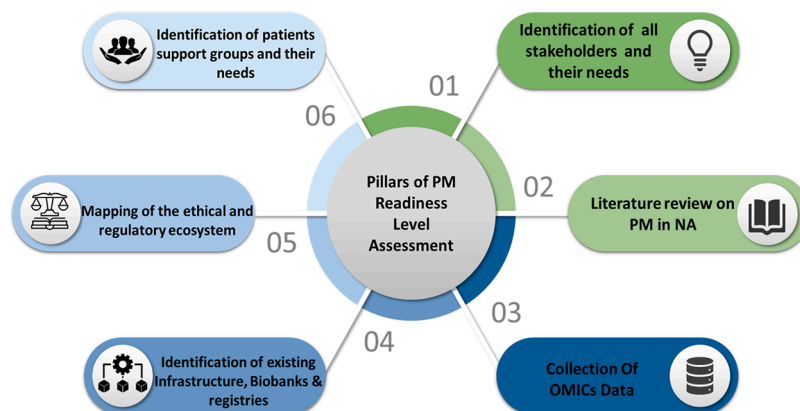 Pillars of PM
Readiness
Level
Assessment
01
Identification of all
stakeholders and
their needs
02
Literature review on
PM in NA
03
Collection Of
OMICs Data
04
Identification of existing
Infrastructure, Biobanks &
registries
05
Mapping of the ethical and
regulatory ecosystem
06
Identification of patients
support groups and their
needs